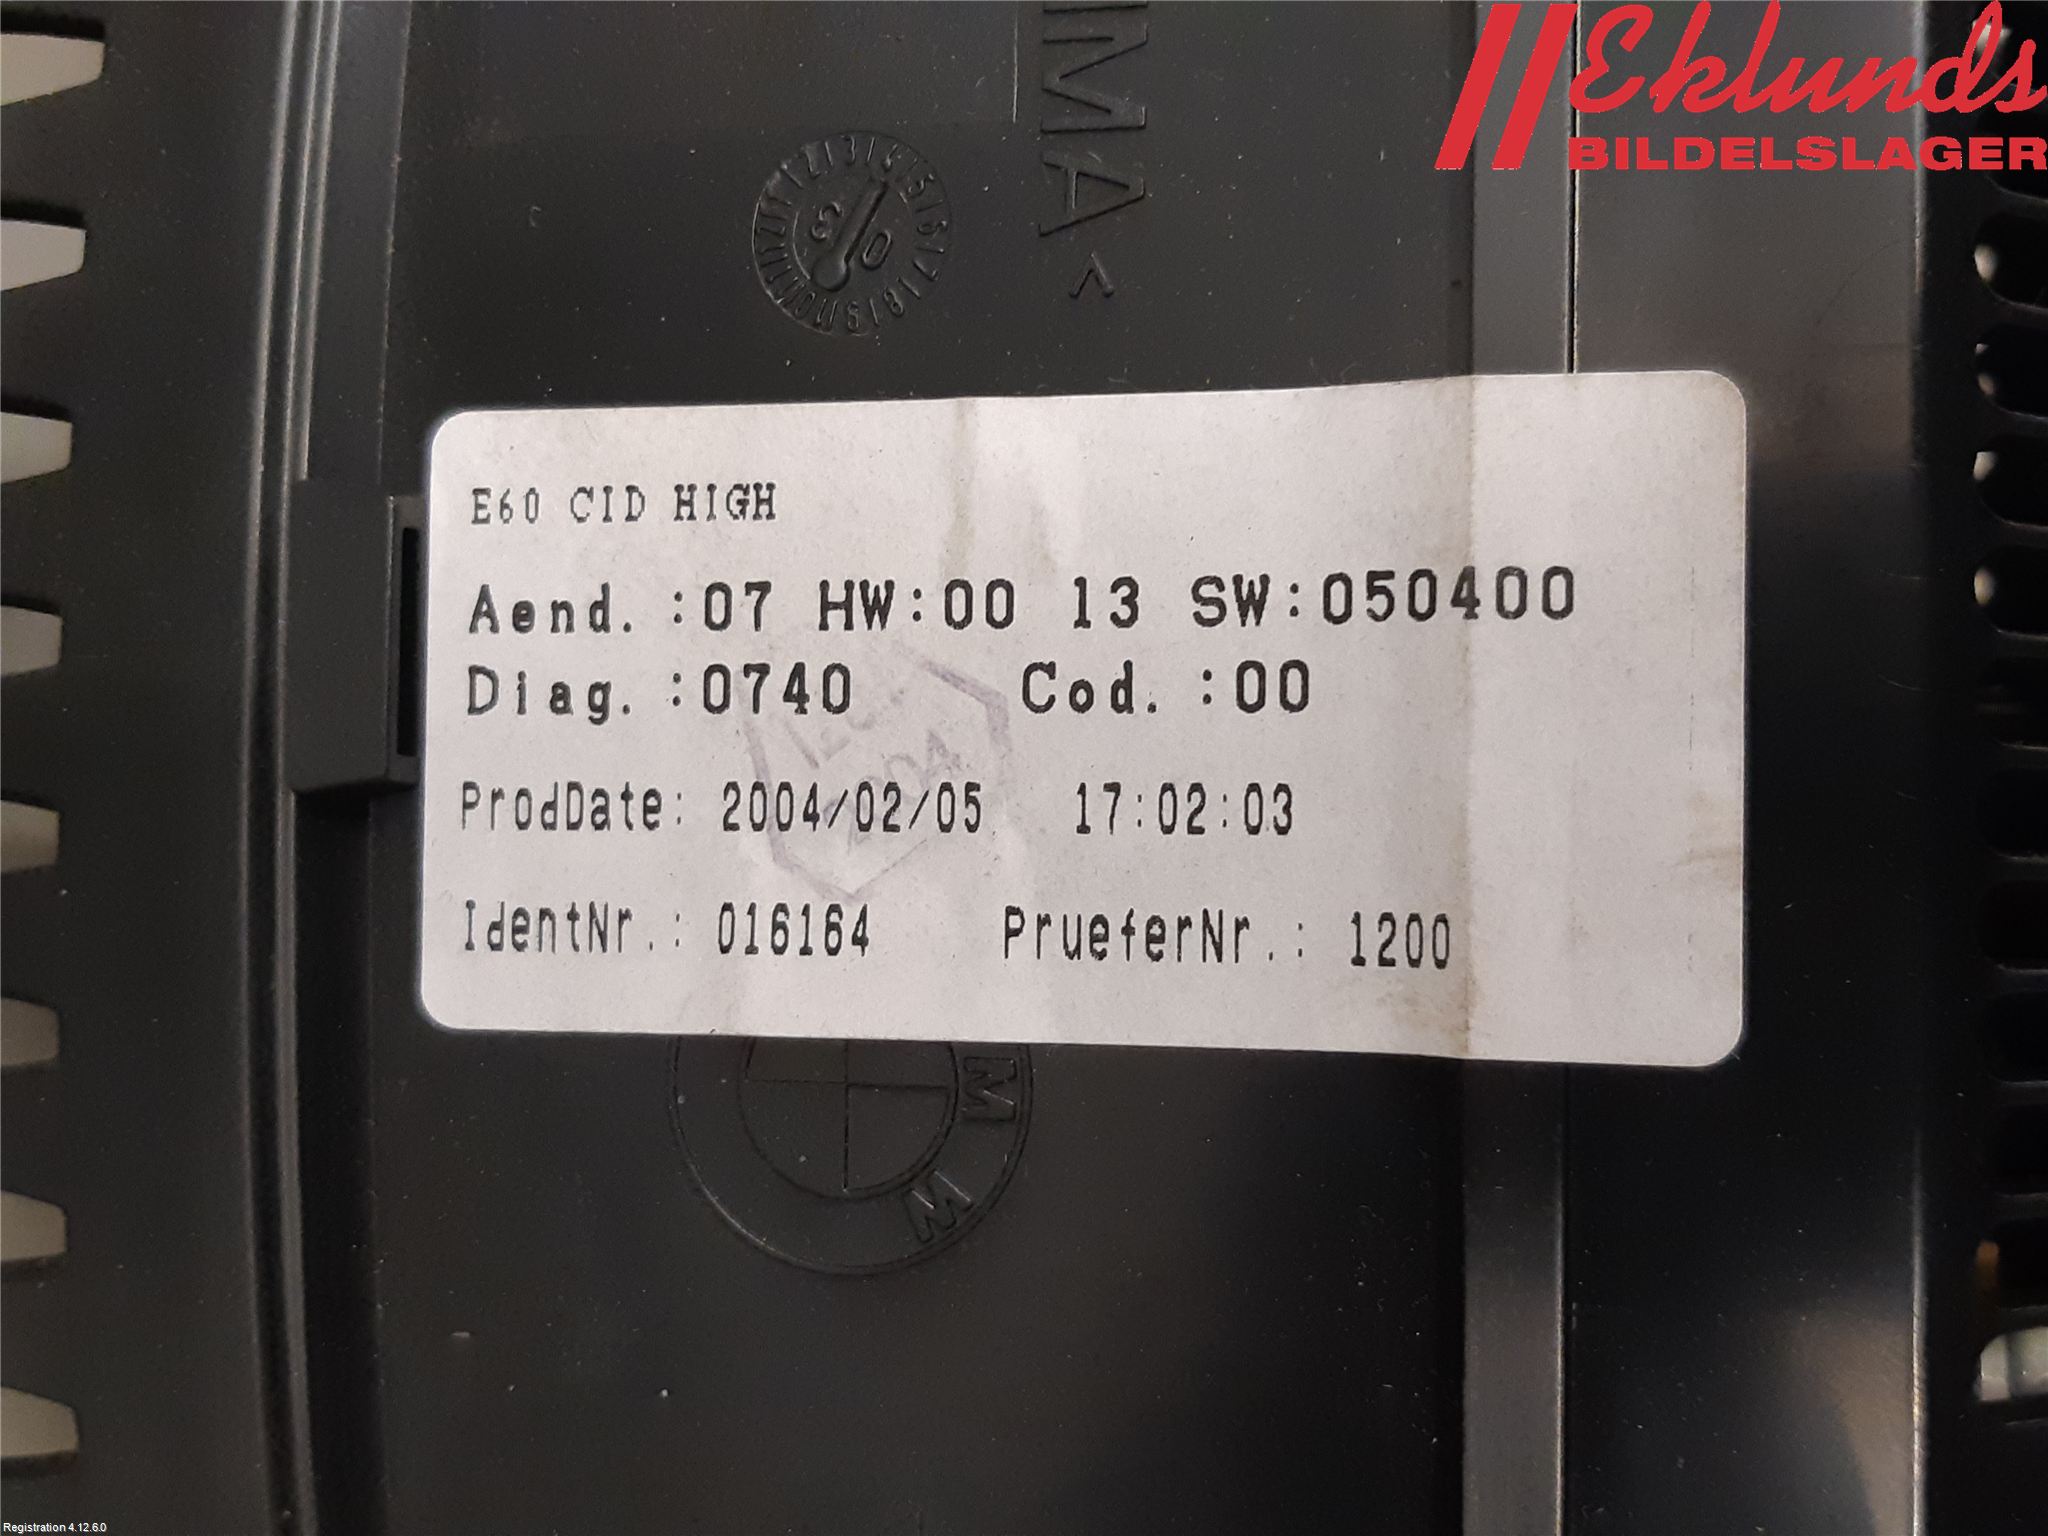 Eklunds
BILDELSLAGER
MA<
E60 CID HIGH
Aend. :07 HW:00 13 SW:050400
Diag. :0740 Cod. :00
ProdDate: 2004/02/05 17:02:03
IdentNr.: 016164 PrueferNr.: 1200
M W
Registration 4.12.6.0